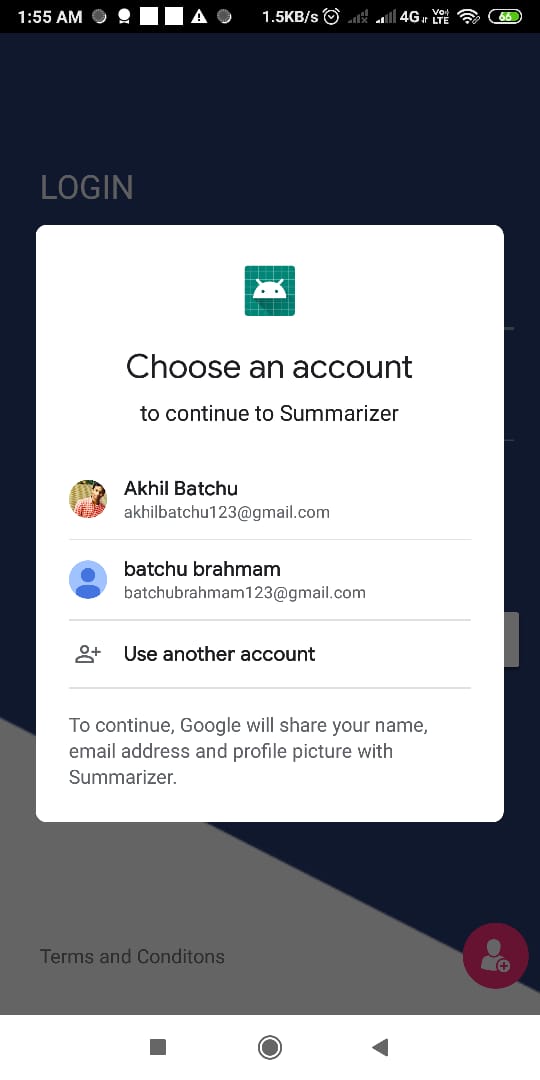 1:55 AM 1.5KB/s 4G Vo) LTE 66
LOGIN
Choose an account
to continue to Summarizer
Akhil Batchu
akhilbatchu123@gmail.com
batchu brahmam
batchubrahmam123@gmail.com
Use another account
To continue, Google will share your name,
email address and profile picture with
Summarizer.
Terms and Conditons